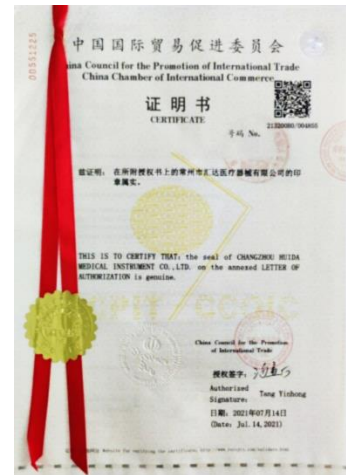 00551225
中国国际贸易促进委员会
China Council for the Promotion of International Trade
China Chamber of International Commerce
证明书
CERTIFICATE
号码 No.
兹证明： 在所附授权书上的常州市汇达医疗器械有限公司的印
章属实。
THIS IS TO CERTIFY THAT: the seal of CHANGZHOU HUIDA
MEDICAL INSTRUMENT CO., LTD. on the annexed LETTER OF
AUTHORIZATION is genuine.
CCPIT / CCOIC
China Council for the Promotion
of International Trade
授权签字：
Authorized
Signature: Tang Yinhong
日期：2021年07月14日
(Date: Jul. 14, 2021)